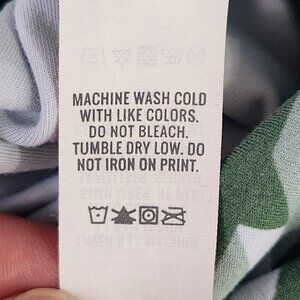 MACHINE WASH COLD
WITH LIKE COLORS.
DO NOT BLEACH.
TUMBLE DRY LOW. DO
NOT IRON ON PRINT.